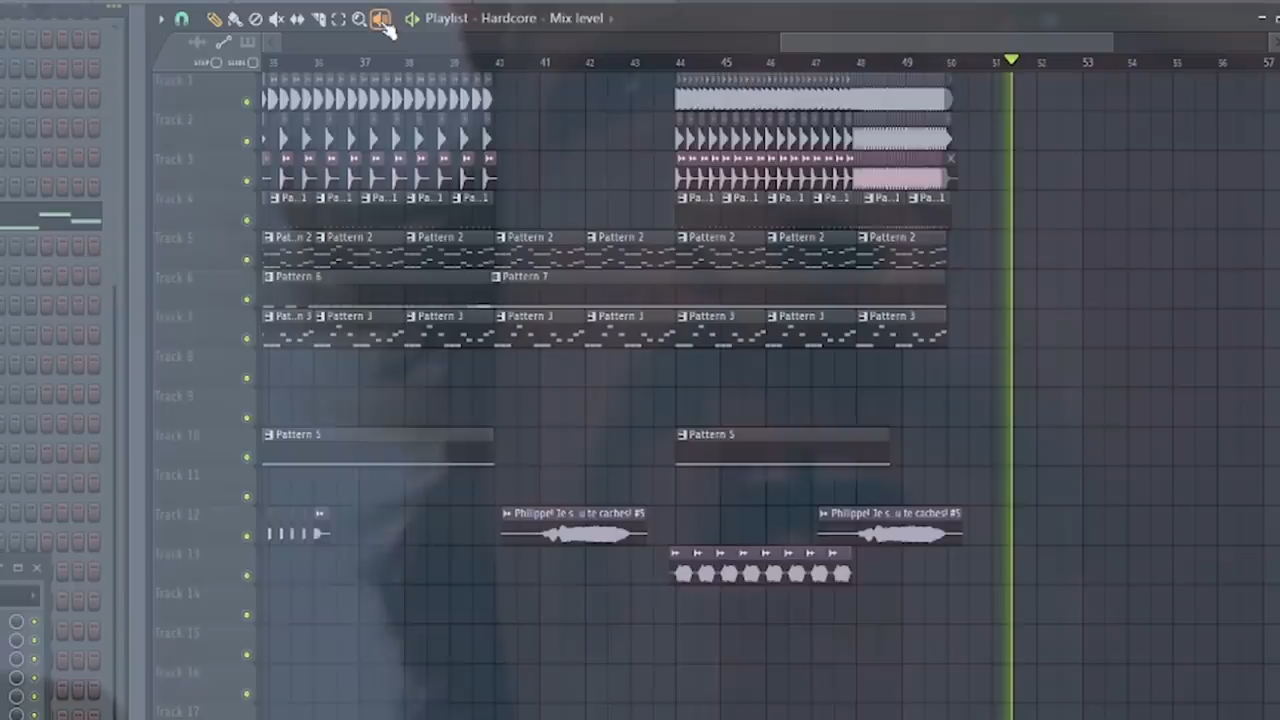 Playlist - Hardcore - Mix level ›
STEP SLIDE
35 36 37 38 39 40 41 42 43 44 45 46 47 48 49 50 51 52 53 54 55 56 57
Track 1
Track 2
Track 3
Track 4 Pa..1 Pa..1 Pa..1 Pa..1 Pa..1 Pa..1 Pa..1 Pa..1 Pa..1 Pa..1 Pa..1
Track 5 Pat..n 2 Pattern 2 Pattern 2 Pattern 2 Pattern 2 Pattern 2 Pattern 2 Pattern 2
Track 6 Pattern 6 Pattern 7
Track 7 Pat..n 3 Pattern 3 Pattern 3 Pattern 3 Pattern 3 Pattern 3 Pattern 3 Pattern 3
Track 8
Track 9
Track 10 Pattern 5 Pattern 5
Track 11
Track 12 Philippe! Je s..u te caches! #5 Philippe! Je s..u te caches! #5
Track 13
Track 14
Track 15
Track 16
Track 17